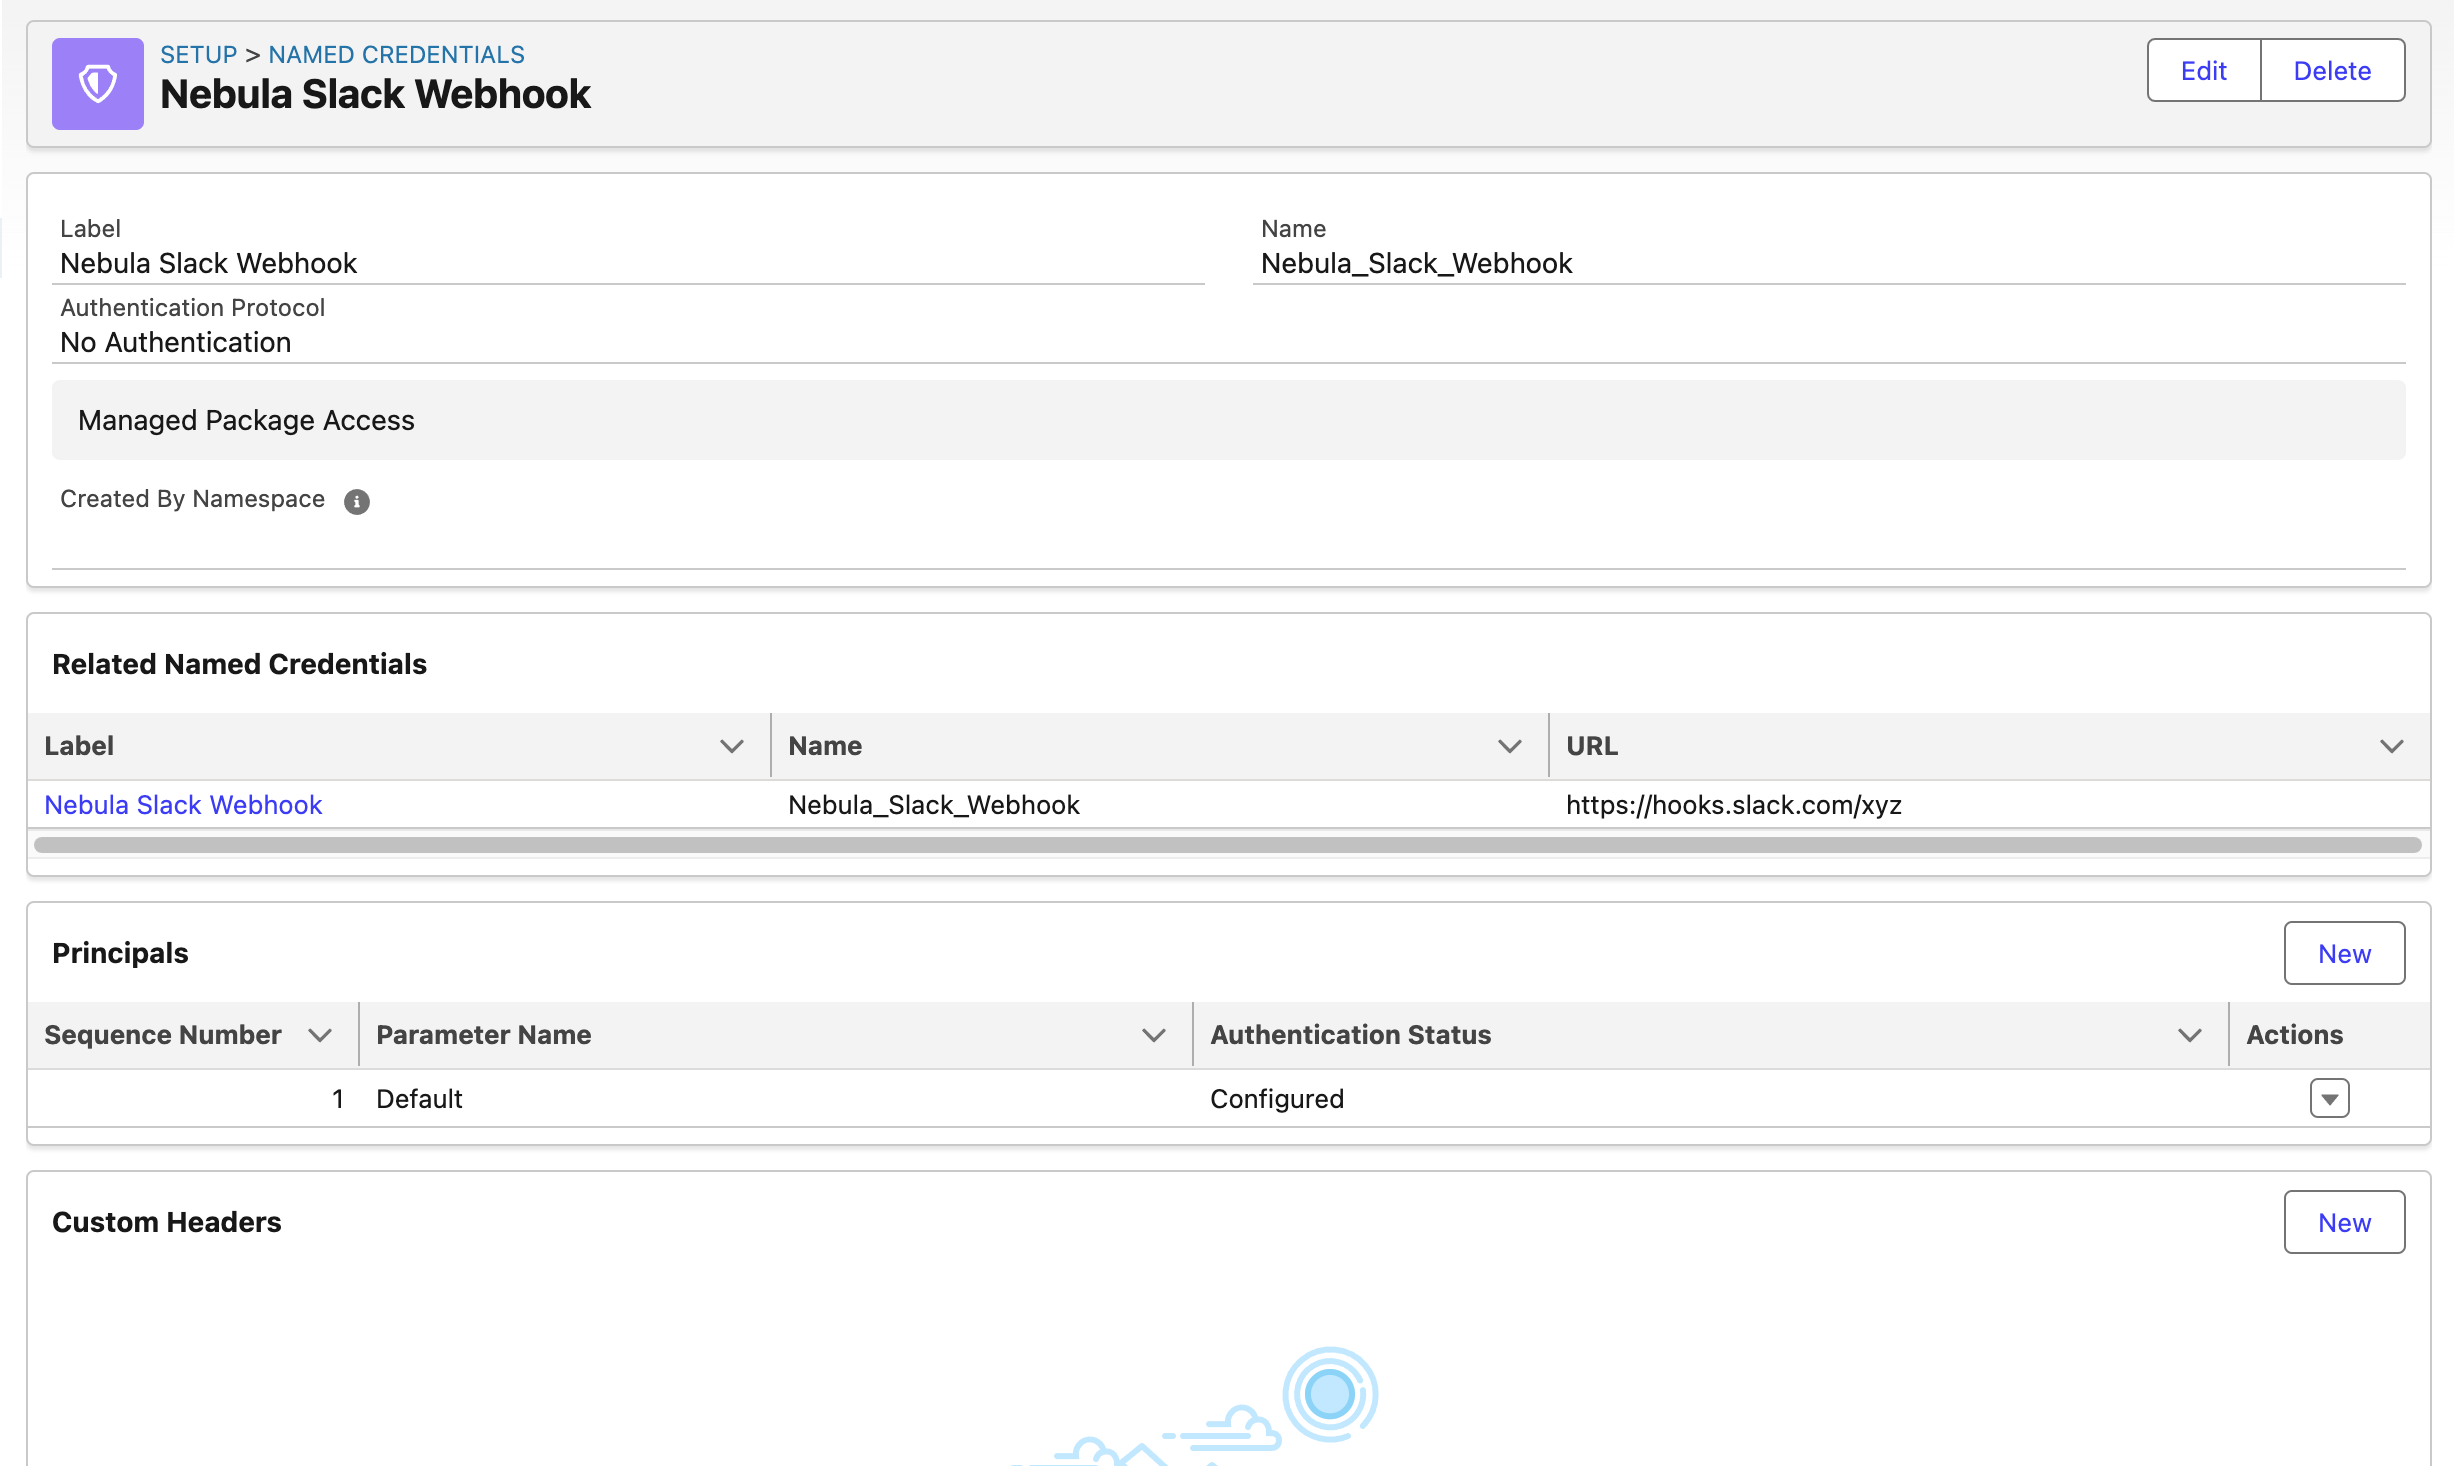 SETUP > NAMED CREDENTIALS
Nebula Slack Webhook
Edit
Delete
Label
Nebula Slack Webhook
Name
Nebula_Slack_Webhook
Authentication Protocol
No Authentication
Managed Package Access
Created By Namespace
Related Named Credentials
Label
Name
URL
Nebula Slack Webhook
Nebula_Slack_Webhook
https://hooks.slack.com/xyz
Principals
New
Sequence Number
Parameter Name
Authentication Status
Actions
1
Default
Configured
Custom Headers
New